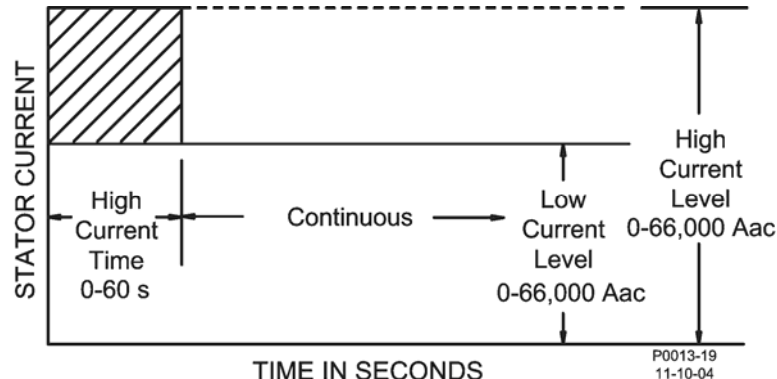 STATOR CURRENT
High
Current
Time
0-60 s
Continuous
Low
Current
Level
0-66,000 Aac
High
Current
Level
0-66,000 Aac
TIME IN SECONDS
P0013-19
11-10-04